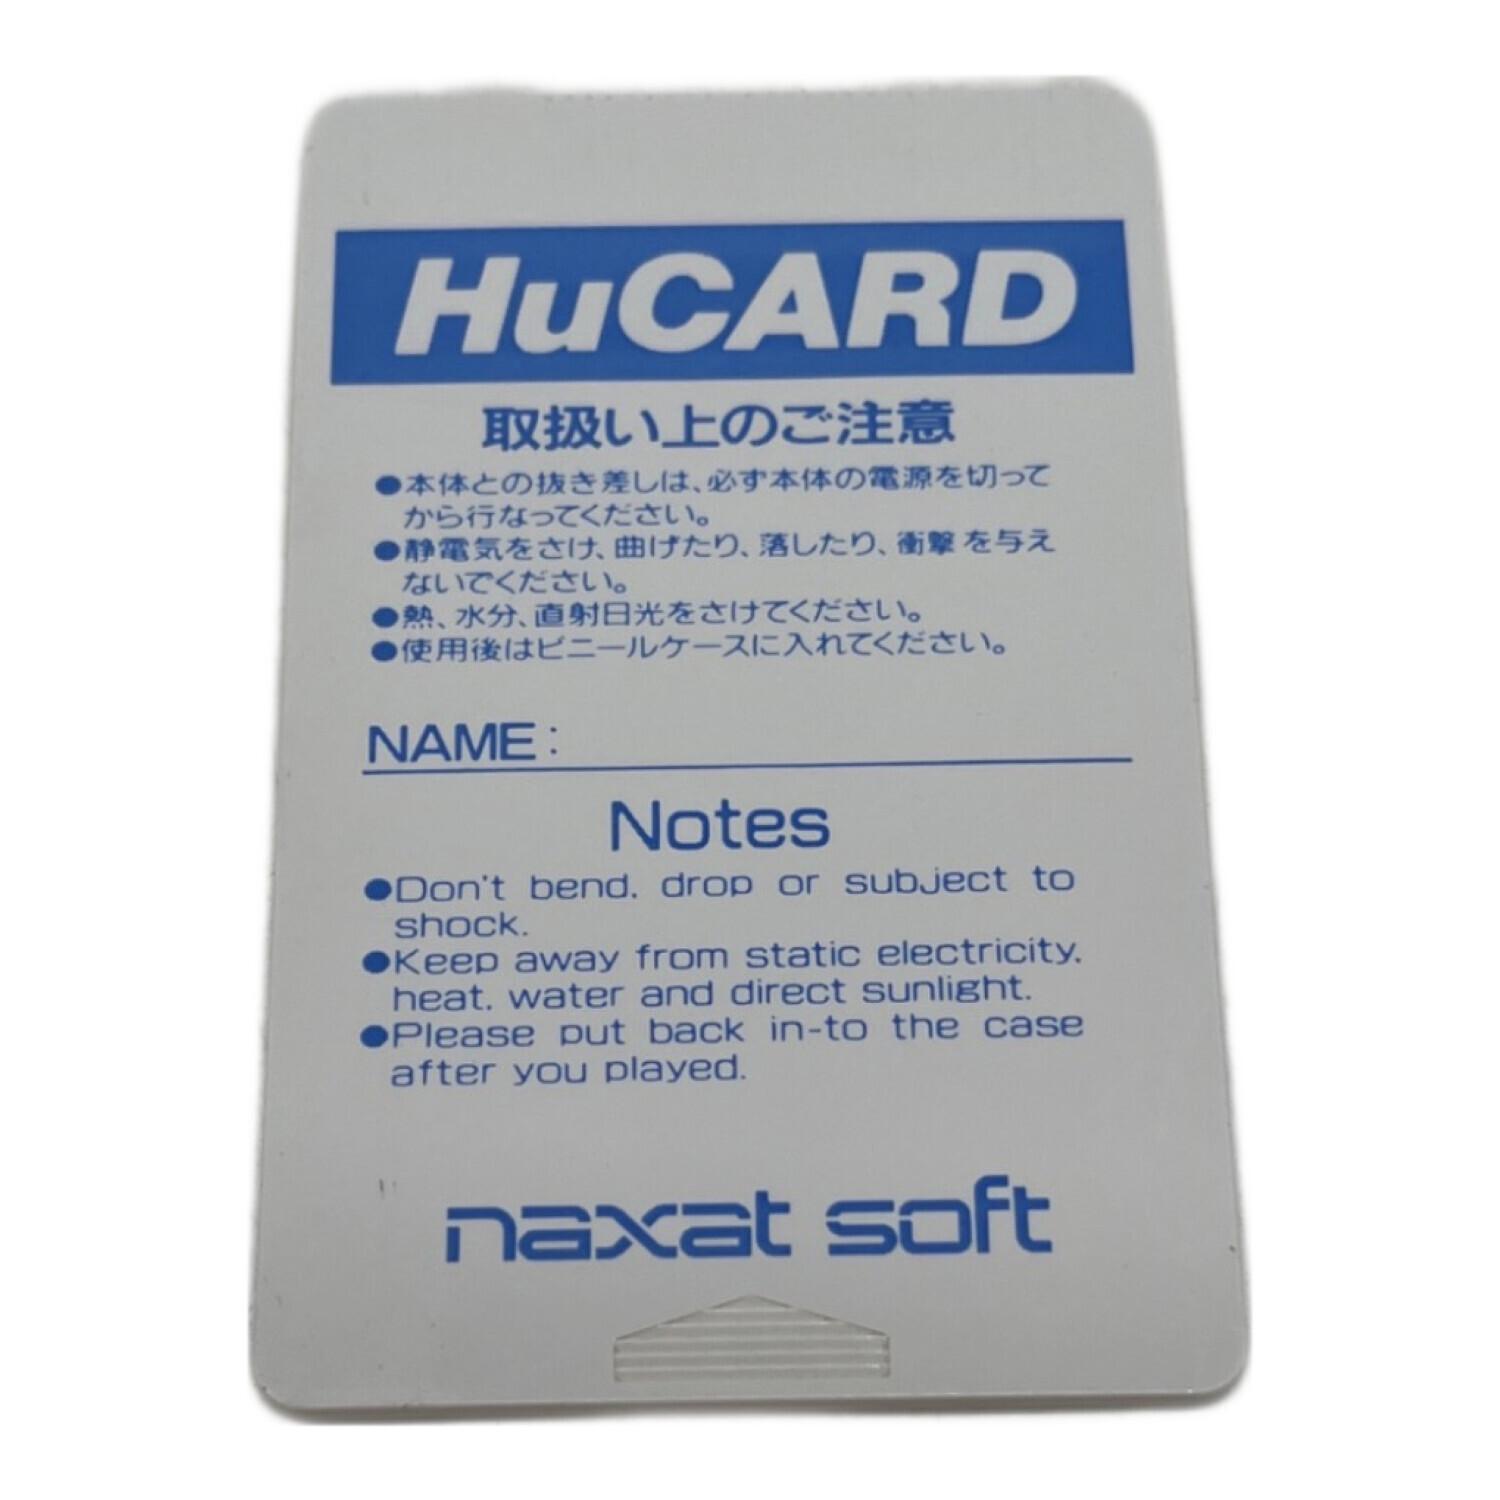 HuCARD
取扱い上のご注意
●本体との抜き差しは、必ず本体の電源を切って
から行なってください。
●静電気をさけ、曲げたり、落したり、衝撃を与え
ないでください。
●熱、水分、直射日光をさけてください。
●使用後はビニールケースに入れてください。
NAME:
Notes
●Don't bend. drop or subject to
shock.
●Keep away from static electricity.
heat. water and direct sunlight.
●Please put back in-to the case
after you played.
naxat soft